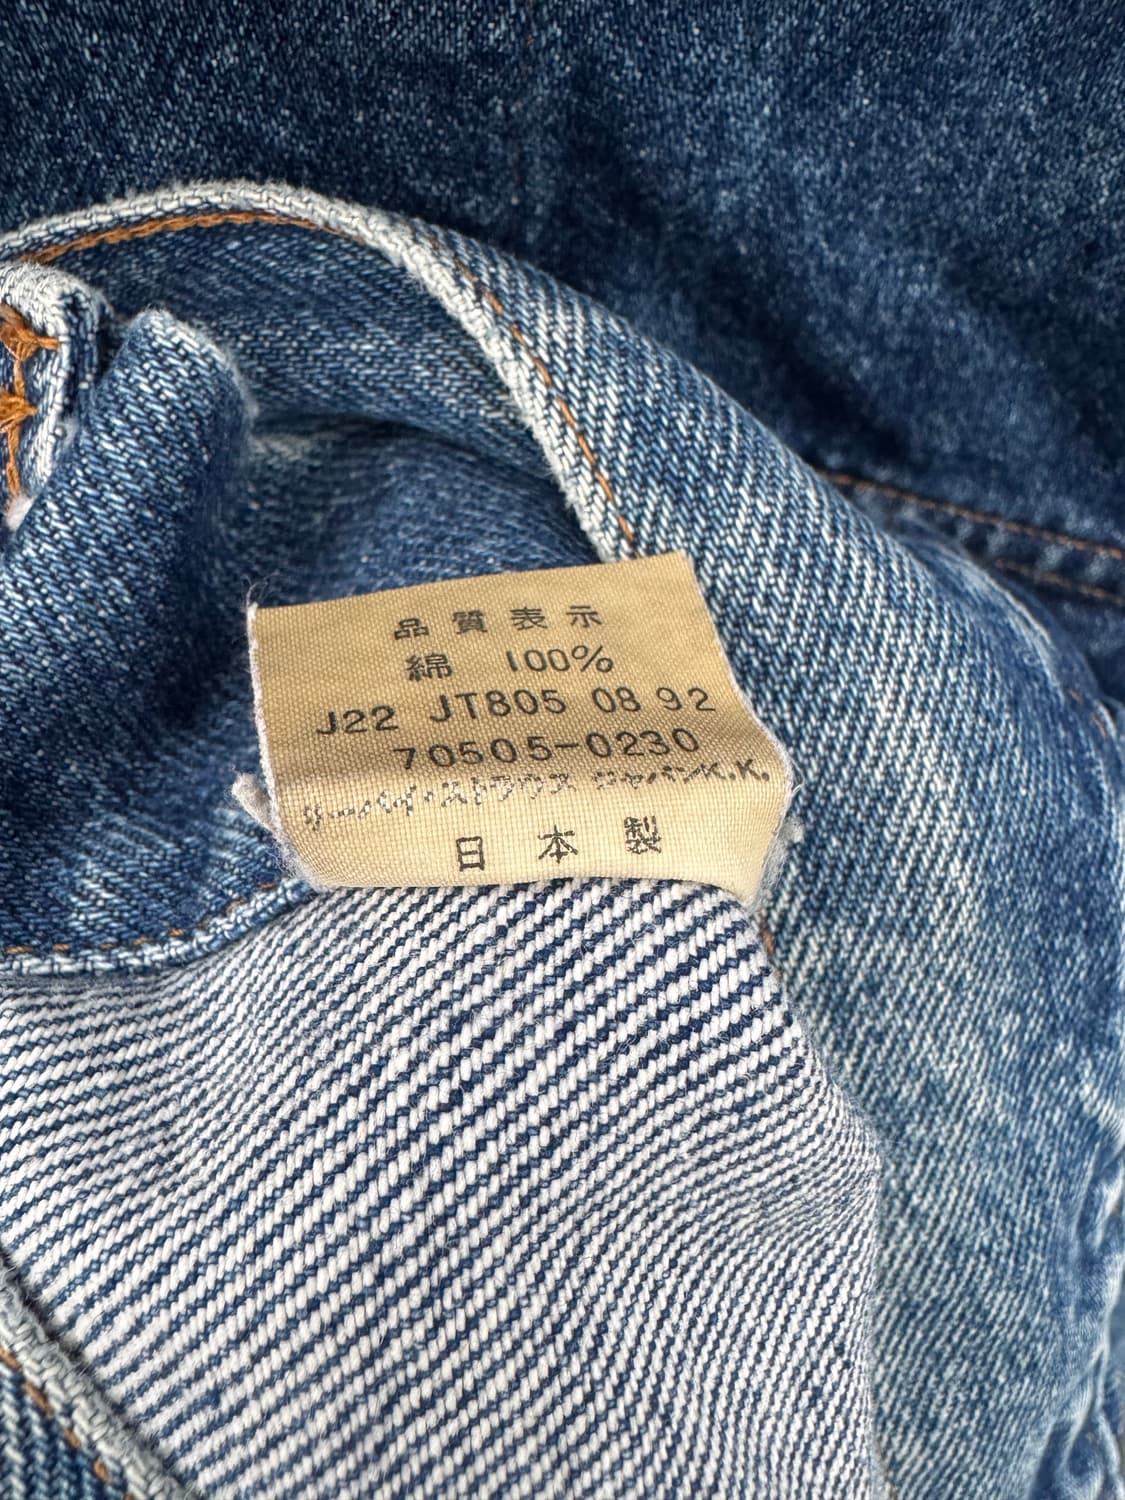 品質表示
綿 100%
J22 JT805 08 92
70505-0230
リーバイ・ストラウス ジャパンK.K.
日本製